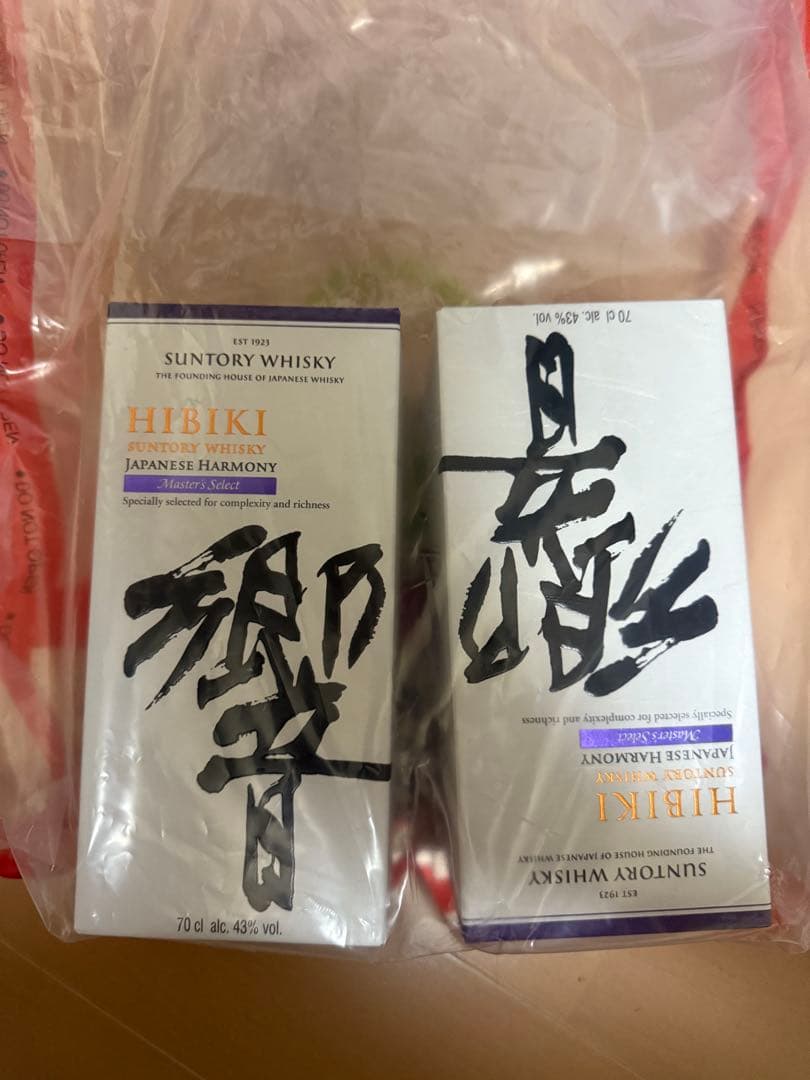 EST 1923
SUNTORY WHISKY
THE FOUNDING HOUSE OF JAPANESE WHISKY
HIBIKI
SUNTORY WHISKY
JAPANESE HARMONY
Master's Select
Specially selected for complexity and richness
響
70 cl alc. 43% vol.
EST 1923
SUNTORY WHISKY
THE FOUNDING HOUSE OF JAPANESE WHISKY
HIBIKI
SUNTORY WHISKY
JAPANESE HARMONY
Master's Select
Specially selected for complexity and richness
響
70 cl alc. 43% vol.
DO NOT OPEN